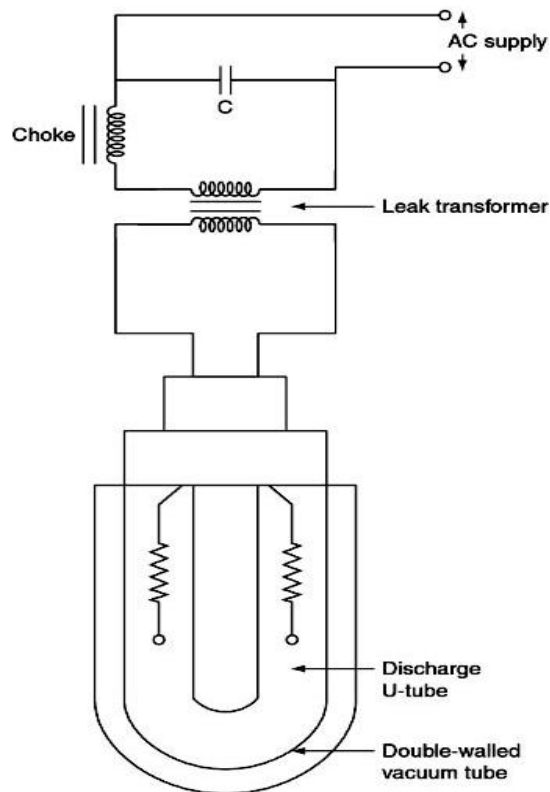 AC supply
C
Choke
Leak transformer
Discharge
U-tube
Double-walled
vacuum tube